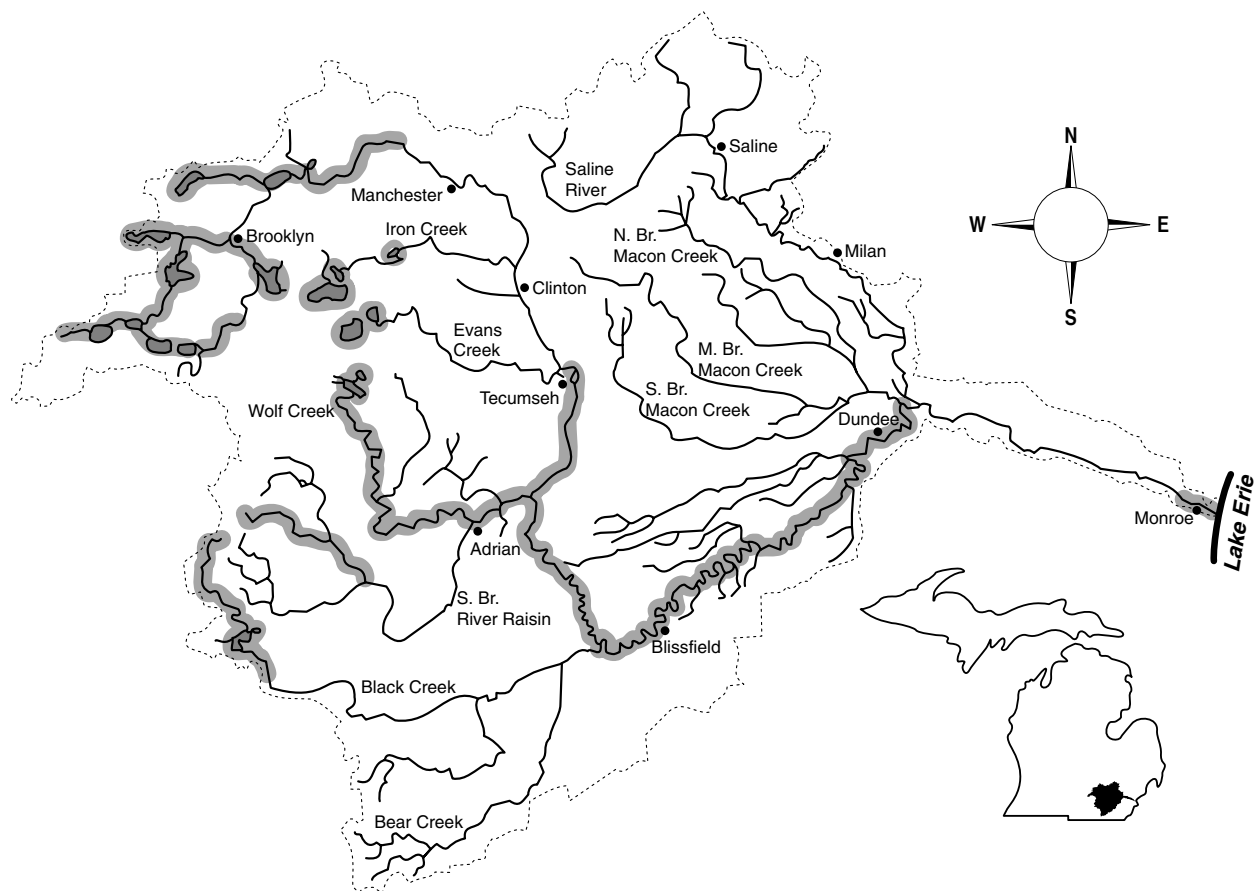 Saline
Saline
River
Manchester
N
W
E
S
Brooklyn
Iron Creek
N. Br.
Macon Creek
Milan
Clinton
Evans
Creek
M. Br.
Macon Creek
Tecumseh
S. Br.
Macon Creek
Wolf Creek
Dundee
Monroe
Lake Erie
Adrian
S. Br.
River Raisin
Blissfield
Black Creek
Bear Creek